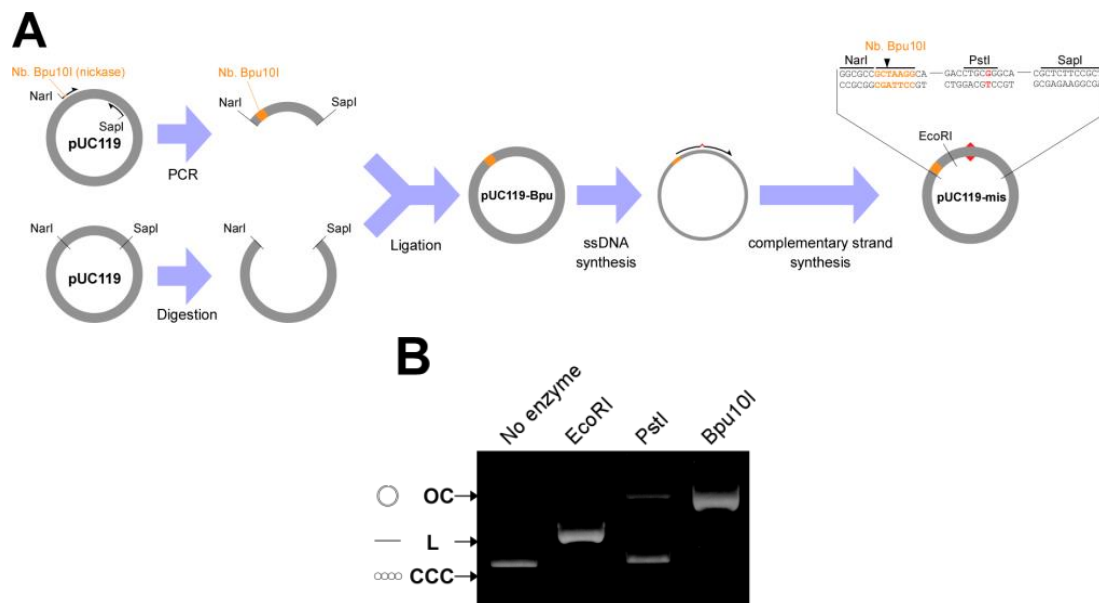 A
Nb. Bpu10I (nickase)
NarI
SapI
pUC119
PCR
Nb. Bpu10I
NarI
SapI
NarI
SapI
pUC119
Digestion
NarI
SapI
Ligation
pUC119-Bpu
ssDNA
synthesis
complementary strand
synthesis
Nb. Bpu10I
NarI PstI SapI
GGCGCCGCTAAGGCA GACCTGCGGGCA CGCTCTTCCGCT
CCGCGGCGATTCCGT CTGGACGTCCGT GCGAGAAGGCGA
EcoRI
pUC119-mis
B
No enzyme
EcoRI
PstI
Bpu10I
OC
L
CCC